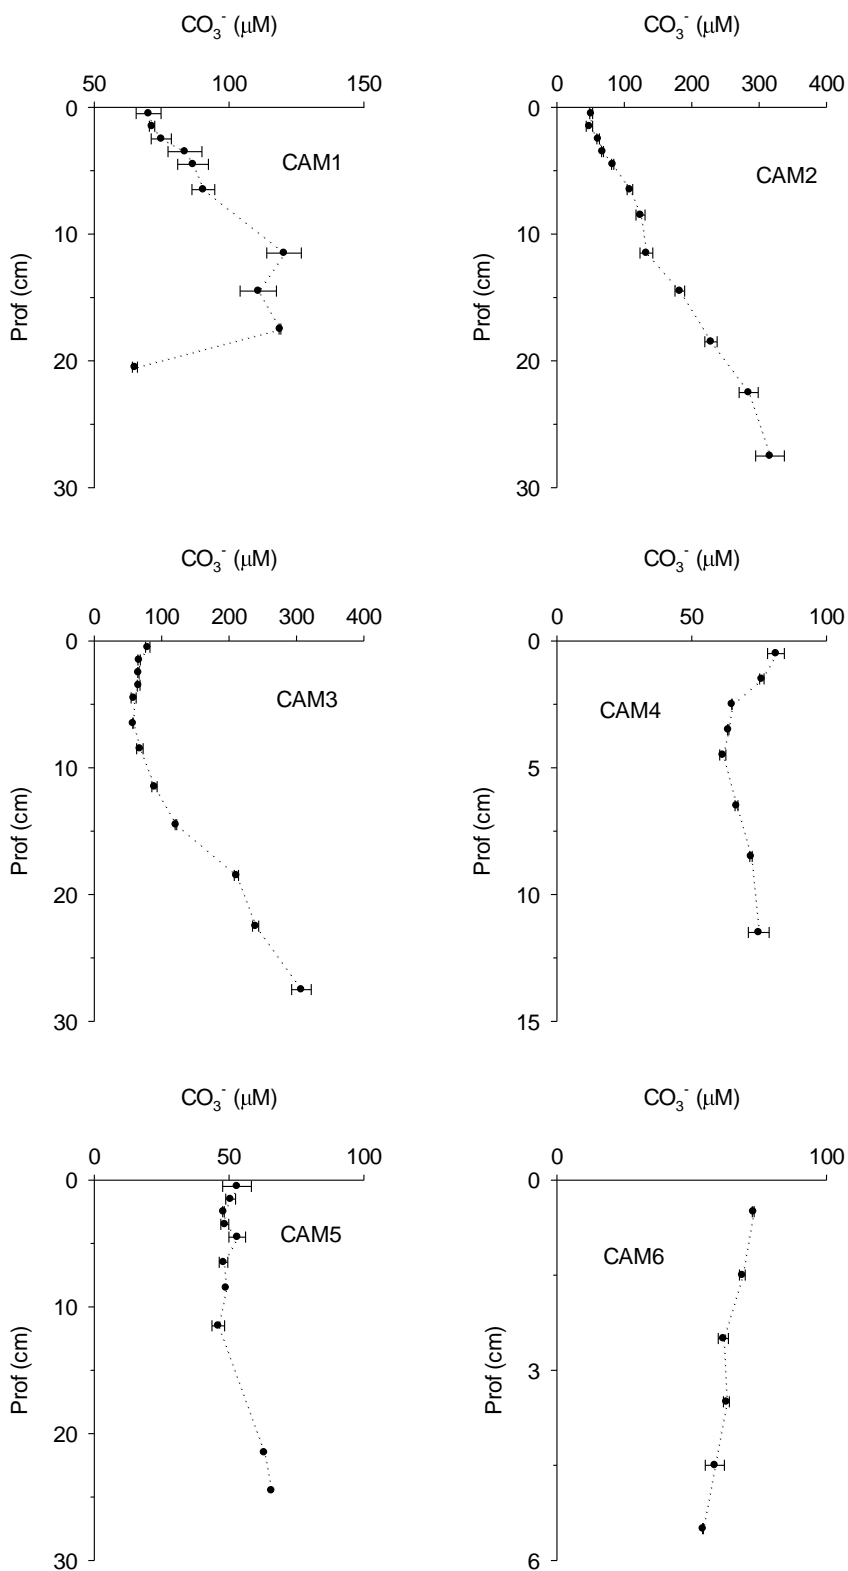 CO₃⁻ (μM)
50 100 150
0
10
20
30
Prof (cm)
CAM1
CO₃⁻ (μM)
0 100 200 300 400
0
10
20
30
Prof (cm)
CAM2
CO₃⁻ (μM)
0 100 200 300 400
0
10
20
30
Prof (cm)
CAM3
CO₃⁻ (μM)
0 50 100
0
5
10
15
Prof (cm)
CAM4
CO₃⁻ (μM)
0 50 100
0
10
20
30
Prof (cm)
CAM5
CO₃⁻ (μM)
0 100
0
3
6
Prof (cm)
CAM6